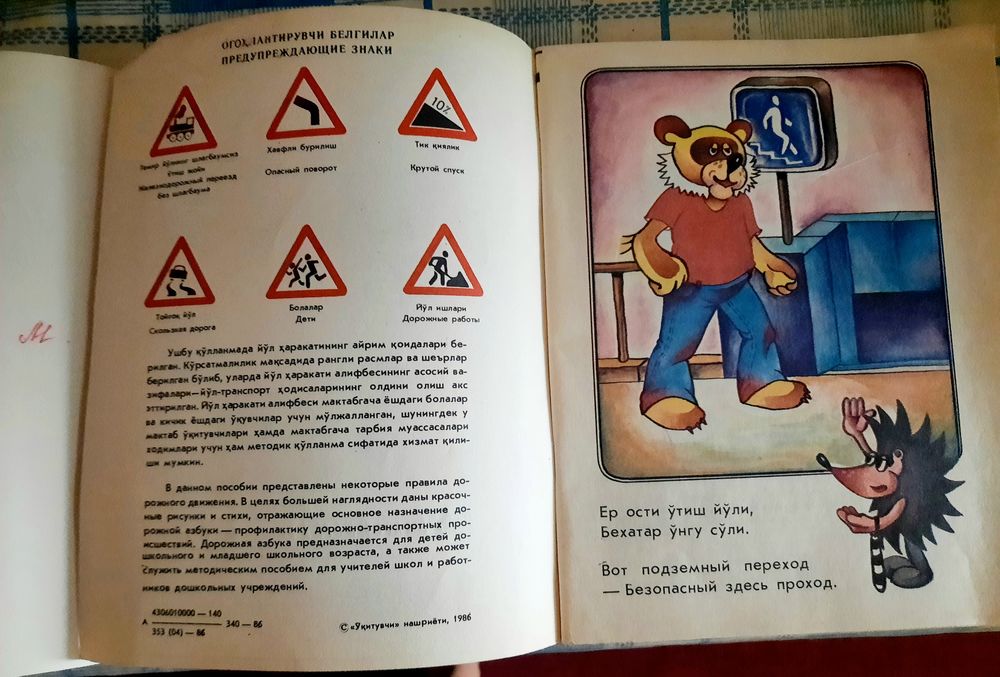 ОГОҲЛАНТИРУВЧИ БЕЛГИЛАР
ПРЕДУПРЕЖДАЮЩИЕ ЗНАКИ
10%
Темир йўлнинг шлагбаумсиз
ўтиш жойи
Железнодорожный переезд
без шлагбаума
Хавфли бурилиш
Опасный поворот
Тик қиялик
Крутой спуск
Тойғоқ йўл
Скользкая дорога
Болалар
Дети
Йўл ишлари
Дорожные работы
Ушбу қўлланмада йўл ҳаракатининг айрим қоидалари бе-
рилган. Кўрсатмалилик мақсадида рангли расмлар ва шеърлар
берилган бўлиб, уларда йўл ҳаракати алифбесининг асосий ва-
зифалари—йўл-транспорт ҳодисаларининг олдини олиш акс
эттирилган. Йўл ҳаракати алифбеси мактабгача ёшдаги болалар
ва кичик ёшдаги ўқувчилар учун мўлжалланган, шунингдек у
мактаб ўқитувчилари ҳамда мактабгача тарбия муассасалари
ходимлари учун ҳам методик қўлланма сифатида хизмат қили-
ши мумкин.
В данном пособии представлены некоторые правила до-
рожного движения. В целях большей наглядности даны красоч-
ные рисунки и стихи, отражающие основное назначение до-
рожной азбуки — профилактику дорожно-транспортных про-
исшествий. Дорожная азбука предназначается для детей до-
школьного и младшего школьного возраста, а также может
служить методическим пособием для учителей школ и работ-
ников дошкольных учреждений.
4306010000 — 140
А 340 — 86
353 (04) — 86
© «Ўқитувчи» нашриёти, 1986
Ер ости ўтиш йўли,
Бехатар ўнгу сўли.
Вот подземный переход
— Безопасный здесь проход.